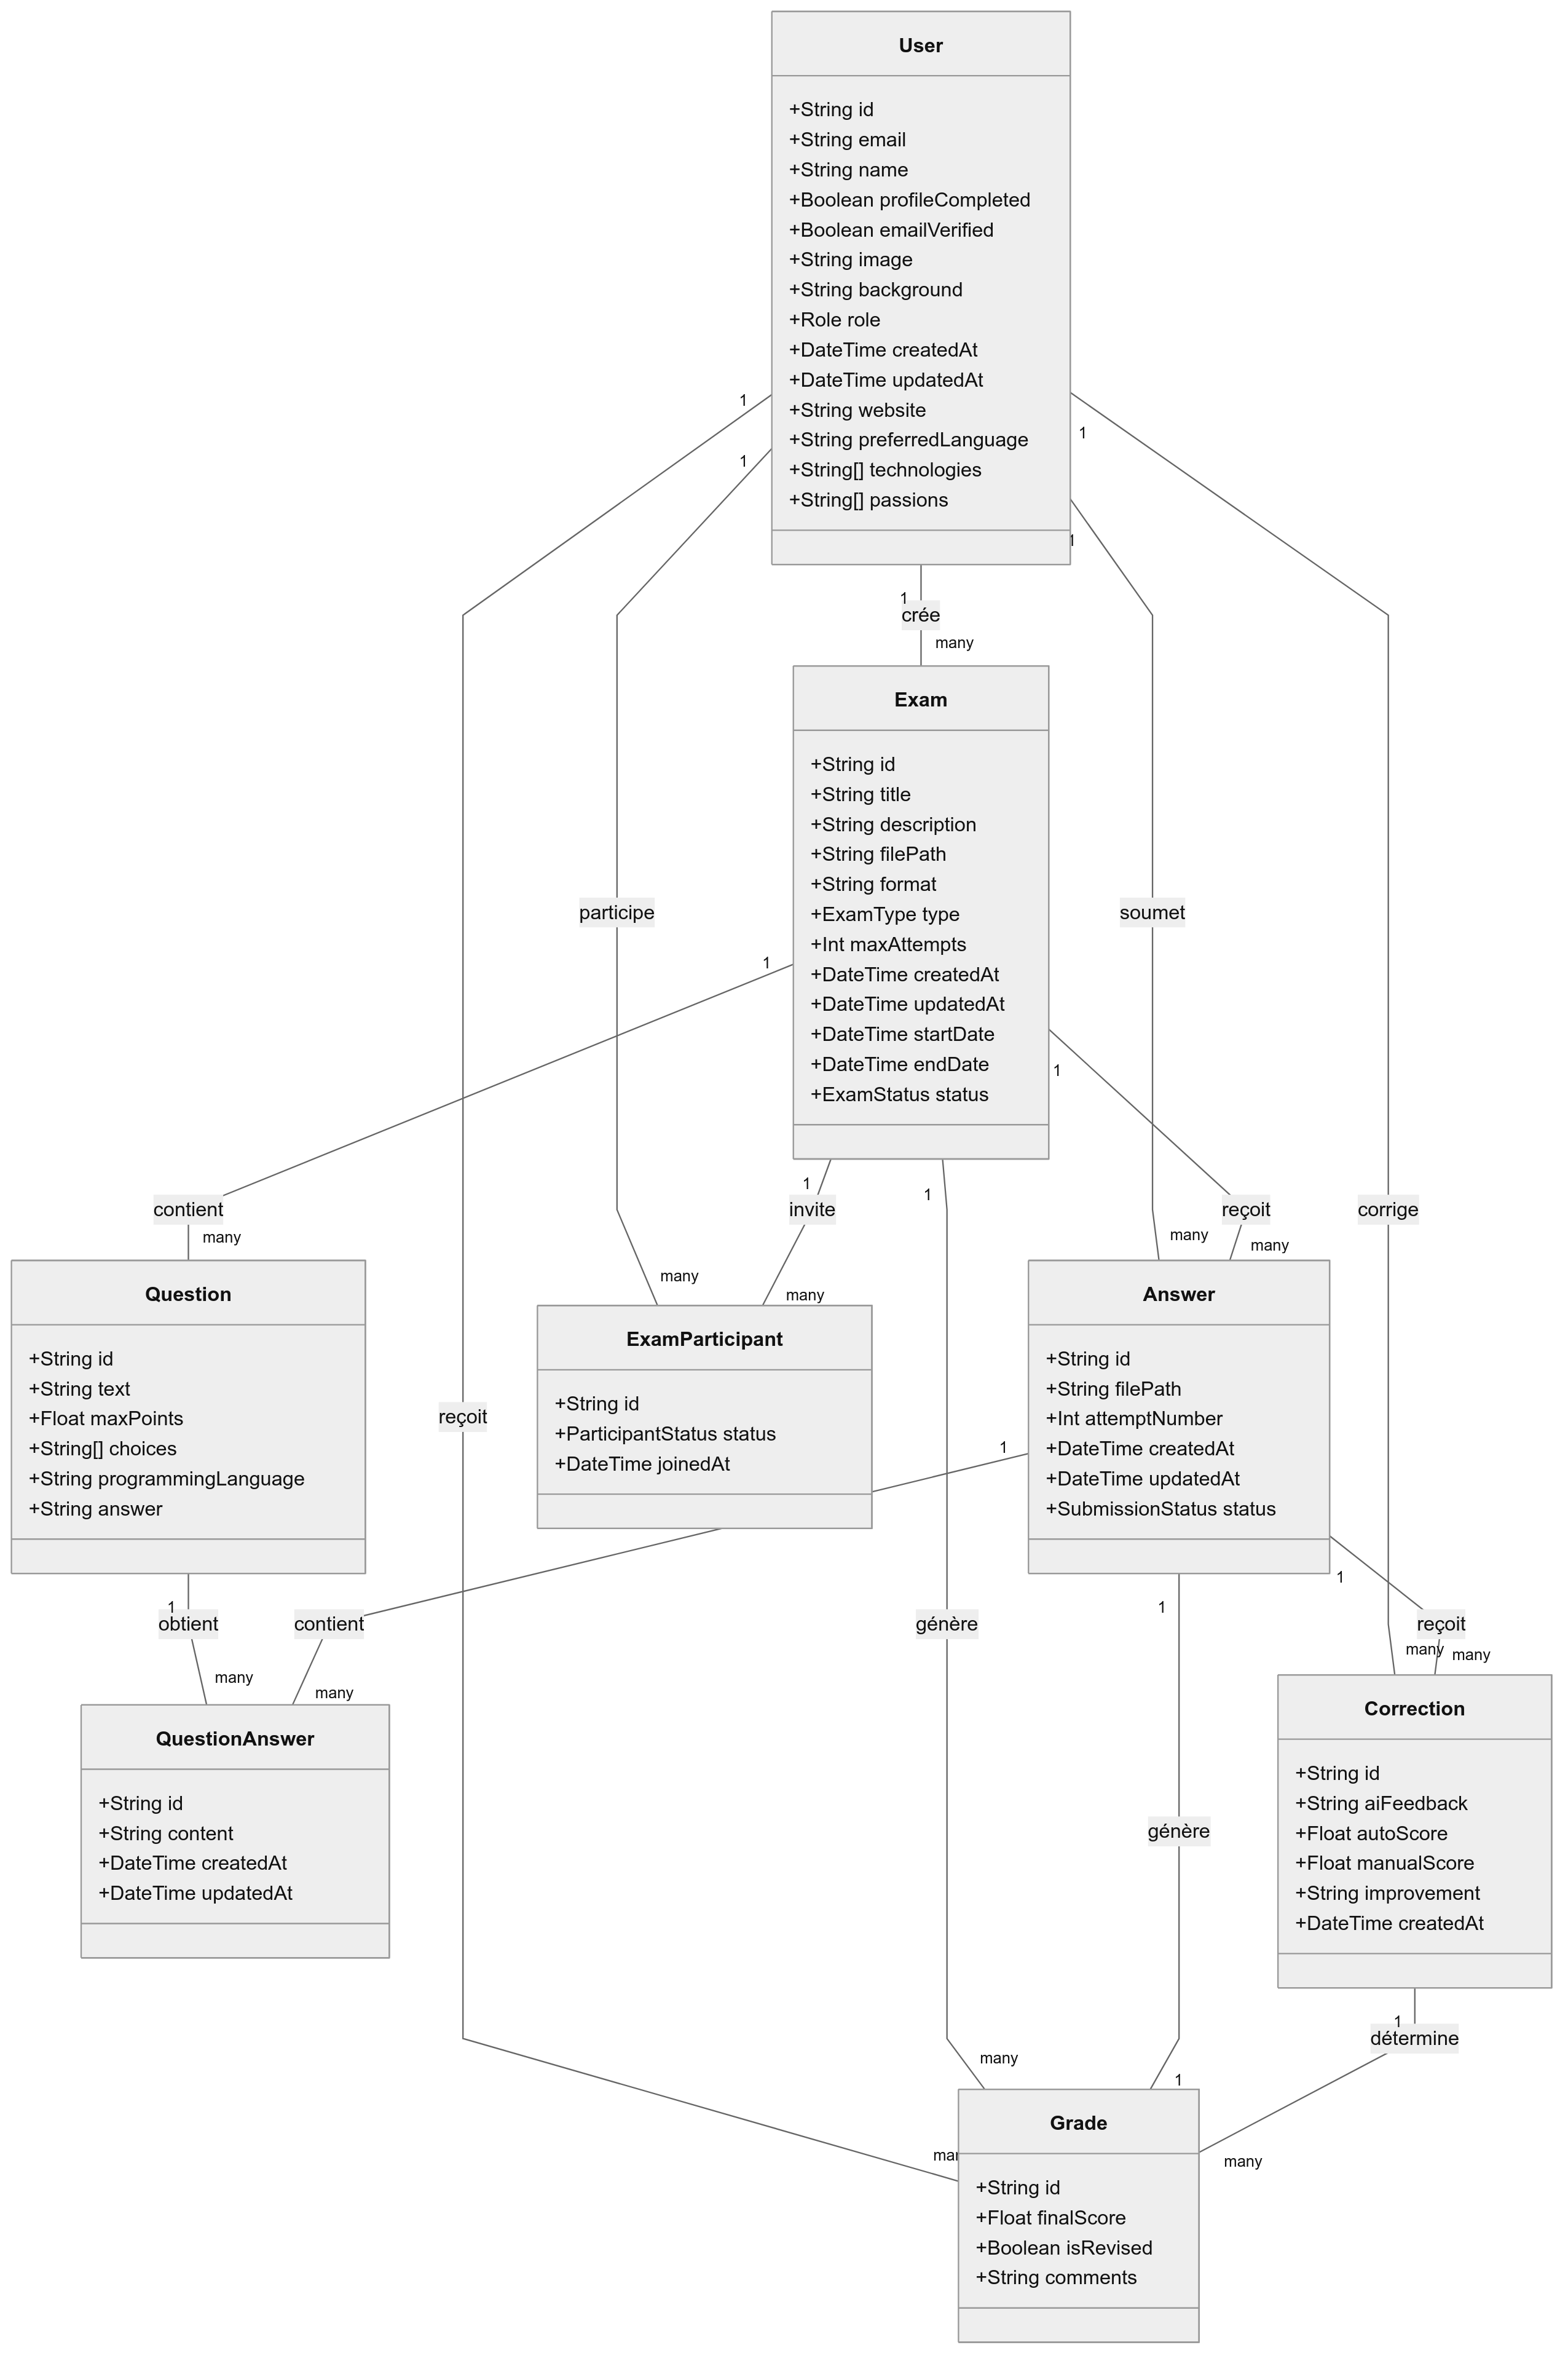 User
+String id
+String email
+String name
+Boolean profileCompleted
+Boolean emailVerified
+String image
+String background
+Role role
+DateTime createdAt
+DateTime updatedAt
+String website
+String preferredLanguage
+String[] technologies
+String[] passions
1
1
1
1
1
crée
many
Exam
+String id
+String title
+String description
+String filePath
+String format
+ExamType type
+Int maxAttempts
+DateTime createdAt
+DateTime updatedAt
+DateTime startDate
+DateTime endDate
+ExamStatus status
participe
soumet
1
1
1
1
contient
invite
reçoit
corrige
many
many
many
many
many
Question
+String id
+String text
+Float maxPoints
+String[] choices
+String programmingLanguage
+String answer
ExamParticipant
+String id
+ParticipantStatus status
+DateTime joinedAt
Answer
+String id
+String filePath
+Int attemptNumber
+DateTime createdAt
+DateTime updatedAt
+SubmissionStatus status
reçoit
1
1
1
1
obtient
contient
génère
reçoit
many
many
many
many
QuestionAnswer
+String id
+String content
+DateTime createdAt
+DateTime updatedAt
Correction
+String id
+String aiFeedback
+Float autoScore
+Float manualScore
+String improvement
+DateTime createdAt
génère
1
détermine
many
1
many
Grade
+String id
+Float finalScore
+Boolean isRevised
+String comments